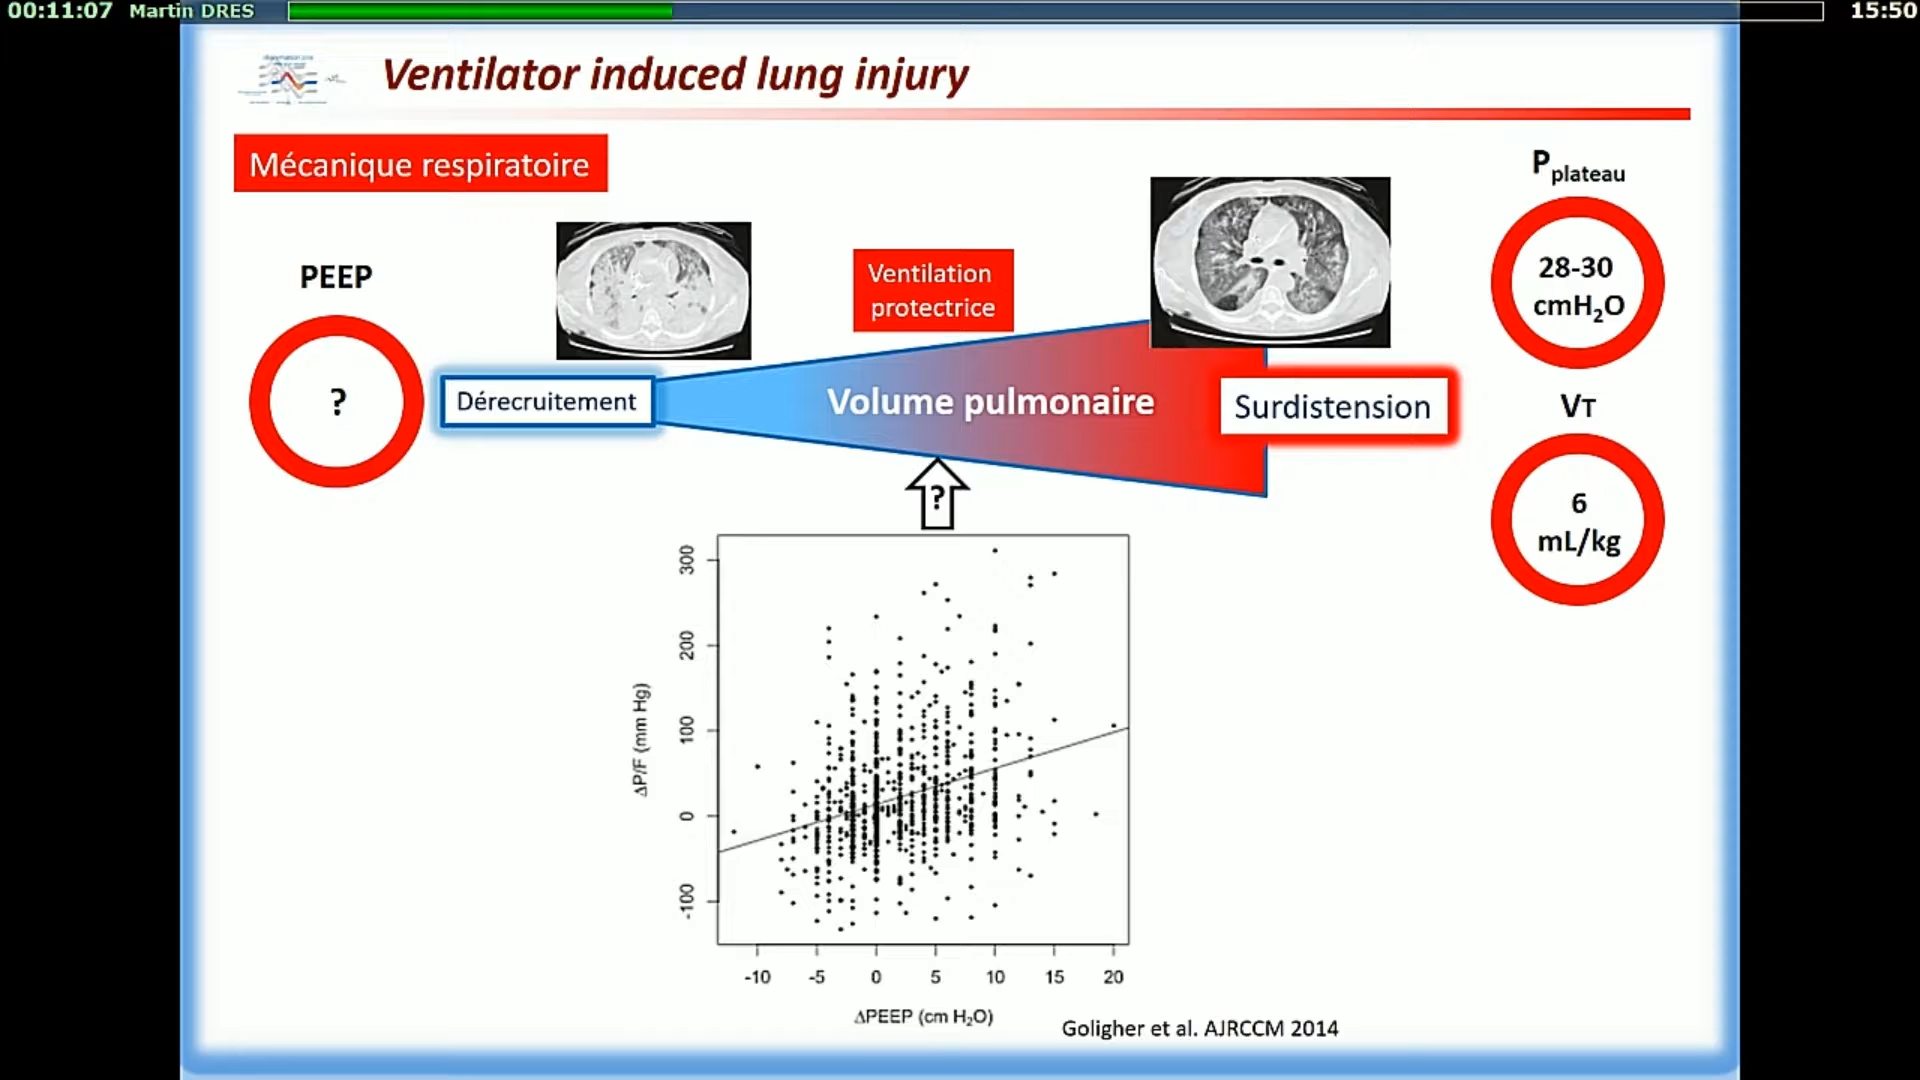 00:11:07 Martin DRES 15:50
Ventilator induced lung injury
Mécanique respiratoire
PEEP
?
Dérecruitement
Ventilation
protectrice
Volume pulmonaire
Surdistension
Pplateau
28-30
cmH₂O
VT
6
mL/kg
?
300
200
100
0
-100
ΔP/F (mm Hg)
-10 -5 0 5 10 15 20
ΔPEEP (cm H₂O)
Goligher et al. AJRCCM 2014